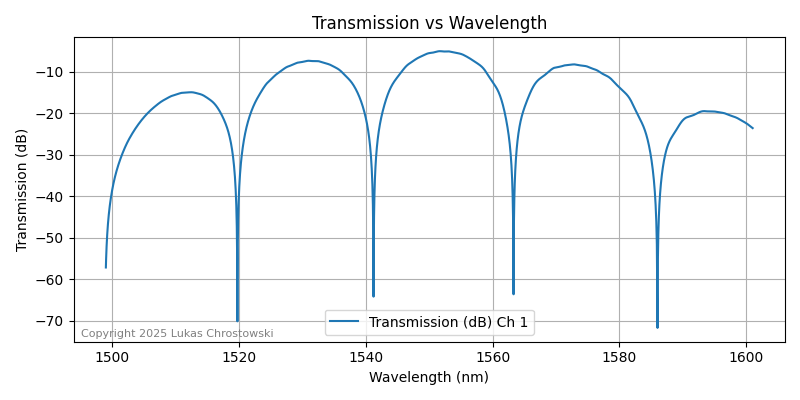 Transmission vs Wavelength
Transmission (dB)
−10
−20
−30
−40
−50
−60
−70
Transmission (dB) Ch 1
Copyright 2025 Lukas Chrostowski
1500 1520 1540 1560 1580 1600
Wavelength (nm)